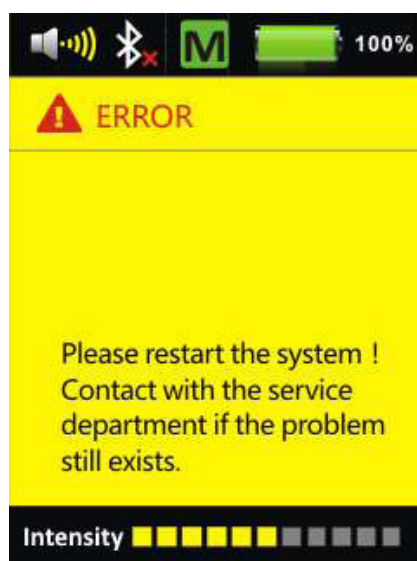 M 100%
ERROR
Please restart the system !
Contact with the service
department if the problem
still exists.
Intensity